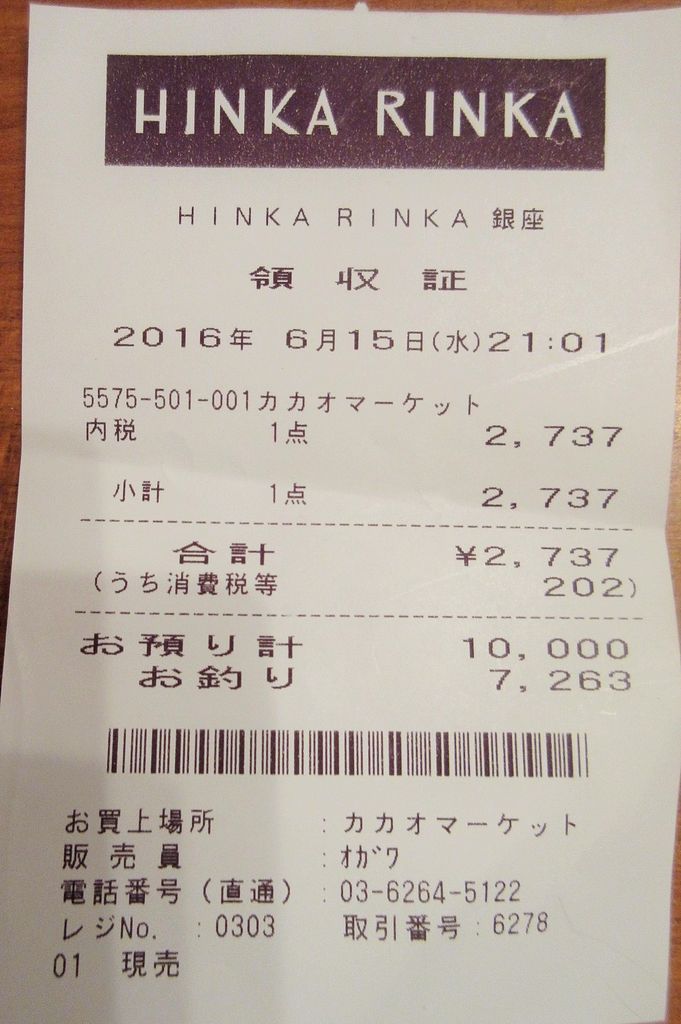 HINKA RINKA
HINKA RINKA 銀座
領収証
2016年 6月15日(水)21:01
5575-501-001カカオマーケット
内税 1点 2,737
小計 1点 2,737
合計 ¥2,737
(うち消費税等 202)
お預り計 10,000
お釣り 7,263
お買上場所 : カカオマーケット
販売員 : オガワ
電話番号(直通) : 03-6264-5122
レジNo. : 0303 取引番号 : 6278
01 現売